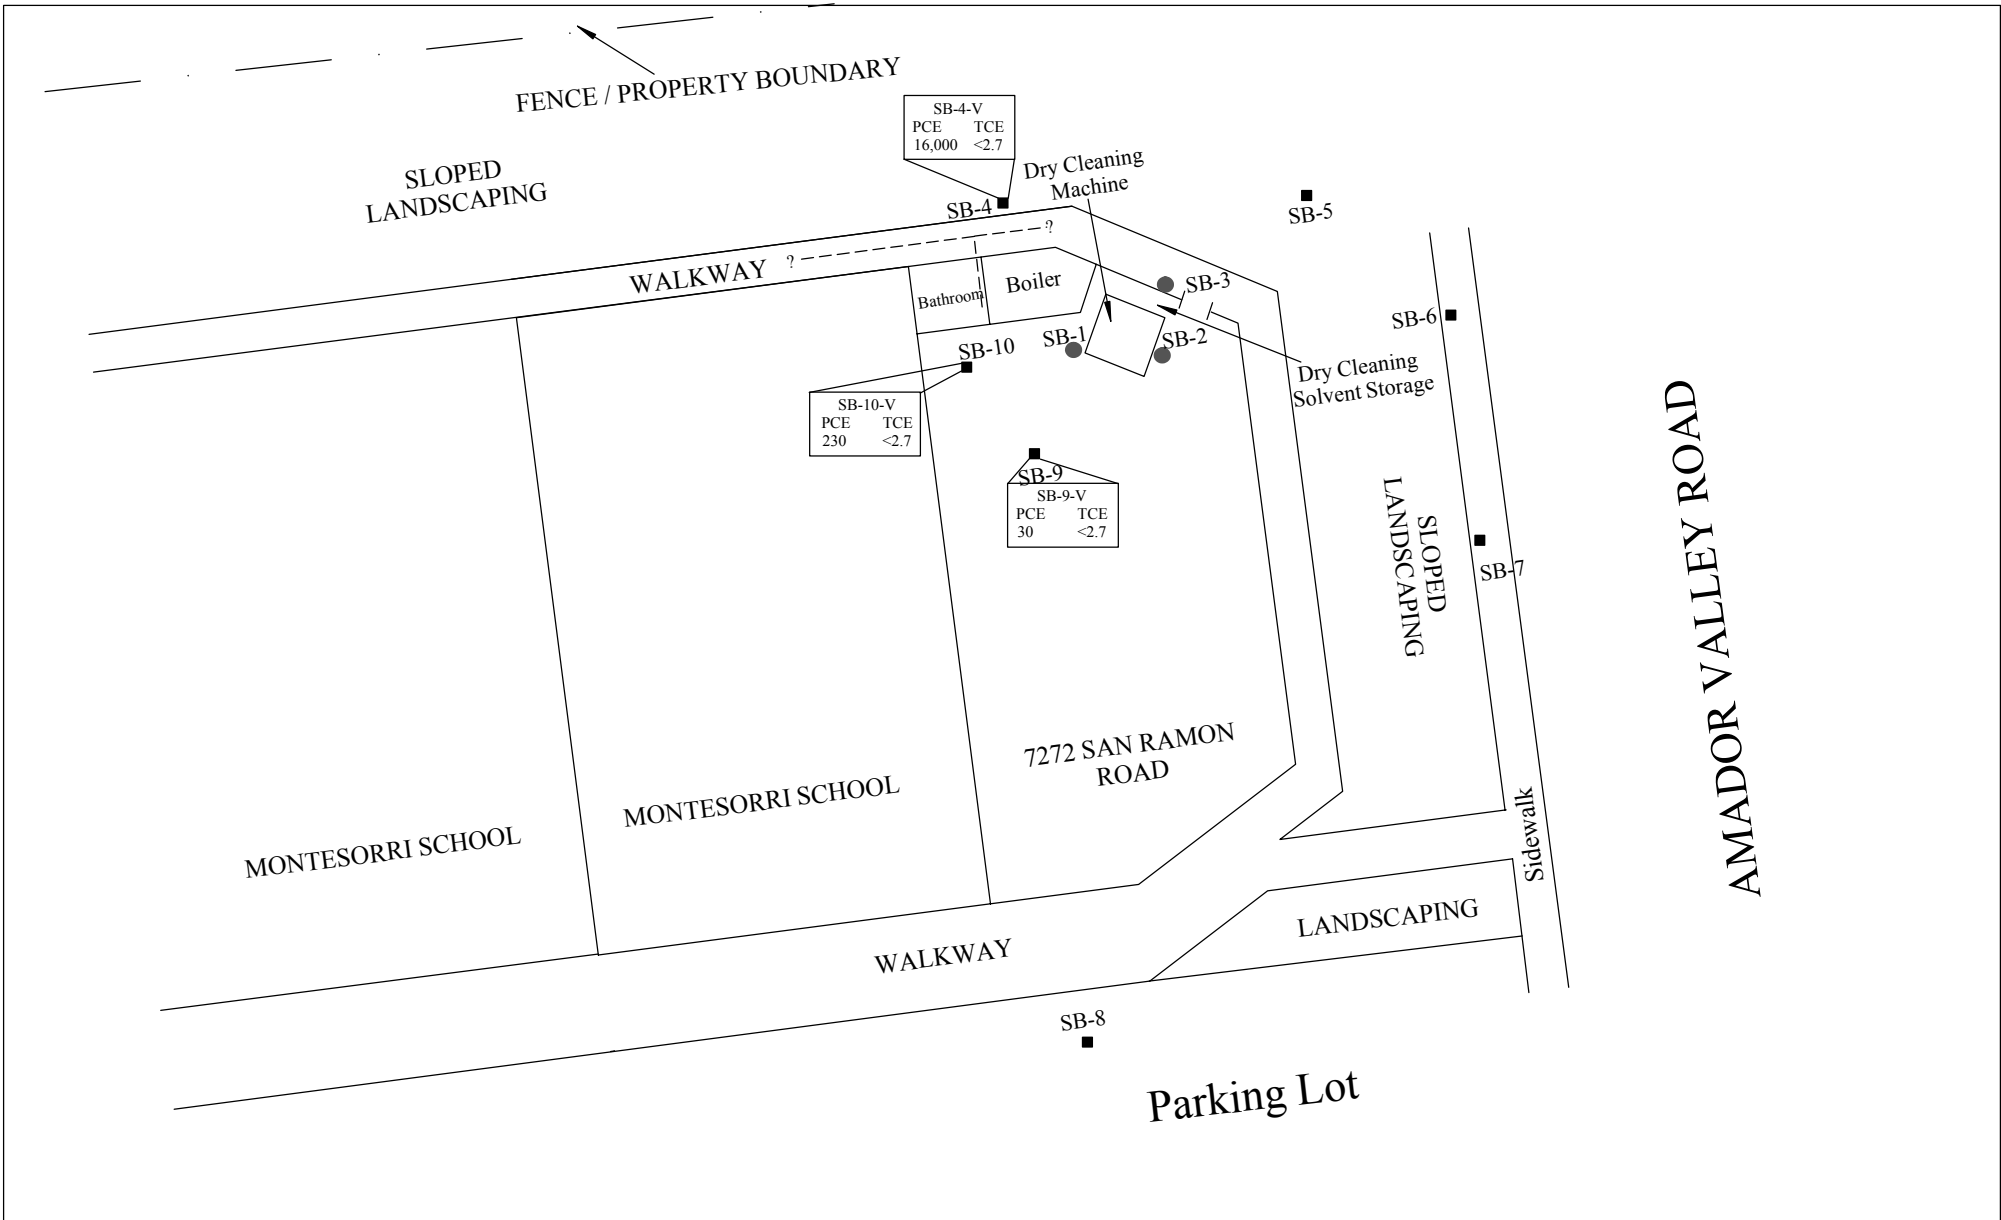 FENCE / PROPERTY BOUNDARY
SB-4-V
PCE TCE
16,000 <2.7
SLOPED
LANDSCAPING
Dry Cleaning
Machine
SB-4
SB-5
WALKWAY
?
?
Bathroom
Boiler
SB-3
SB-6
SB-1
SB-2
SB-10
Dry Cleaning
Solvent Storage
SB-10-V
PCE TCE
230 <2.7
SB-9
SB-9-V
PCE TCE
30 <2.7
SLOPED
LANDSCAPING
SB-7
AMADOR VALLEY ROAD
7272 SAN RAMON
ROAD
MONTESORRI SCHOOL
MONTESORRI SCHOOL
Sidewalk
LANDSCAPING
WALKWAY
SB-8
Parking Lot